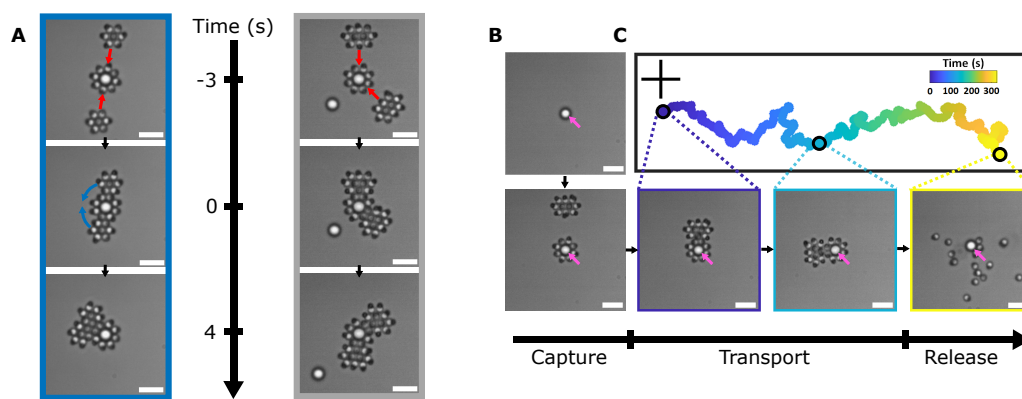 A
Time (s)
-3
0
4
B
C
Time (s)
0 100 200 300
Capture
Transport
Release